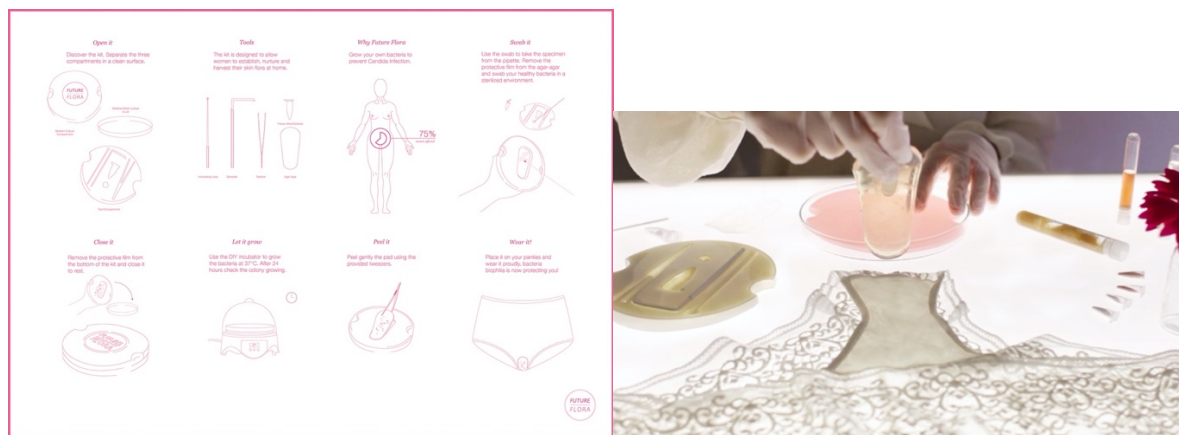 Open it
Discover the kit. Separate the three
compartments in a clean surface.
FUTURE
FLORA
Tools
The kit is designed to allow
women to establish, nurture and
harvest their skin flora at home.
Why Future Flora
Grow your own bacteria to
prevent Candida Infection.
75%
Swab it
Use the swab to take the specimen
from the pipette. Remove the
protective film from the agar-agar
and swab your healthy bacteria in a
sterilized environment.
Close it
Remove the protective film from
the bottom of the kit and close it
to rest.
Let it grow
Use the DIY incubator to grow
the bacteria at 37°C. After 24
hours check the colony growing.
Peel it
Peel gently the pad using the
provided tweezers.
Wear it!
Place it on your panties and
wear it proudly, bacteria
biophilia is now protecting you!
FUTURE
FLORA